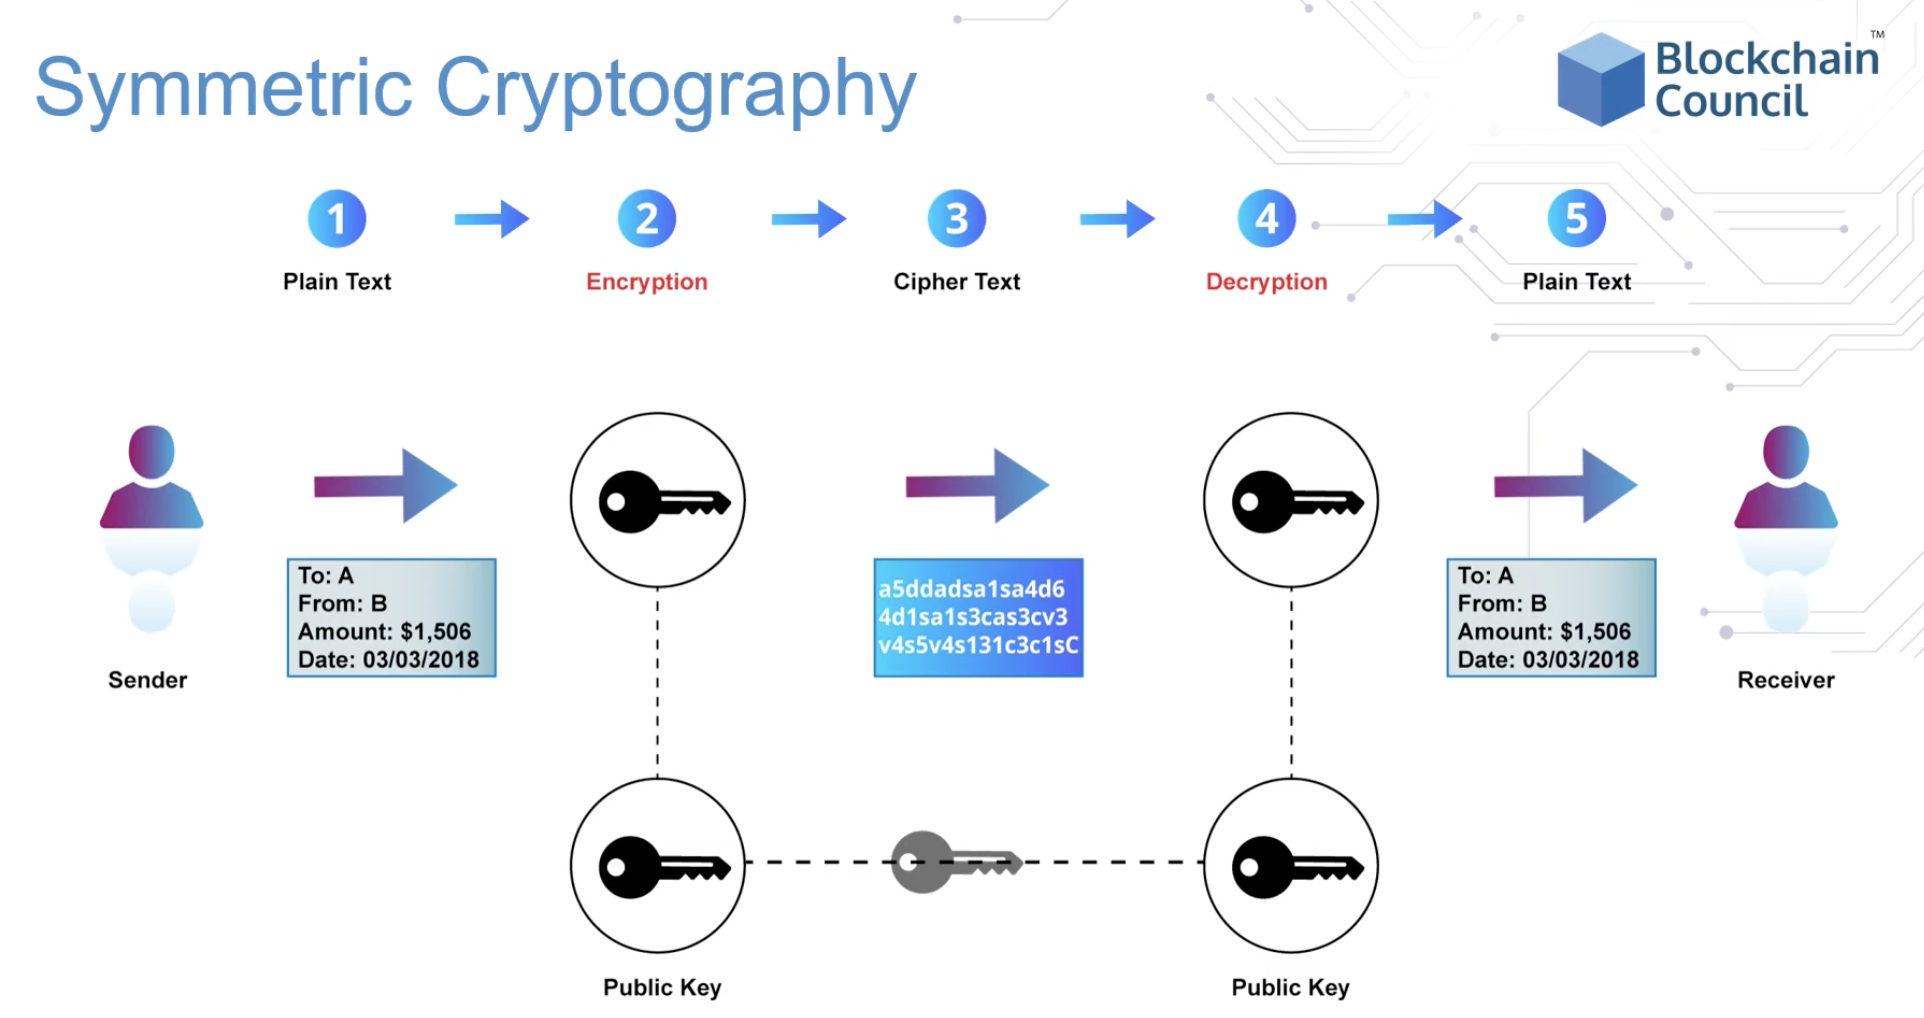 Symmetric Cryptography
Blockchain
Council
TM
1
2
3
4
5
Plain Text
Encryption
Cipher Text
Decryption
Plain Text
To: A
From: B
Amount: $1,506
Date: 03/03/2018
a5ddadsa1sa4d6
4d1sa1s3cas3cv3
v4s5v4s131c3c1sC
To: A
From: B
Amount: $1,506
Date: 03/03/2018
Sender
Receiver
Public Key
Public Key